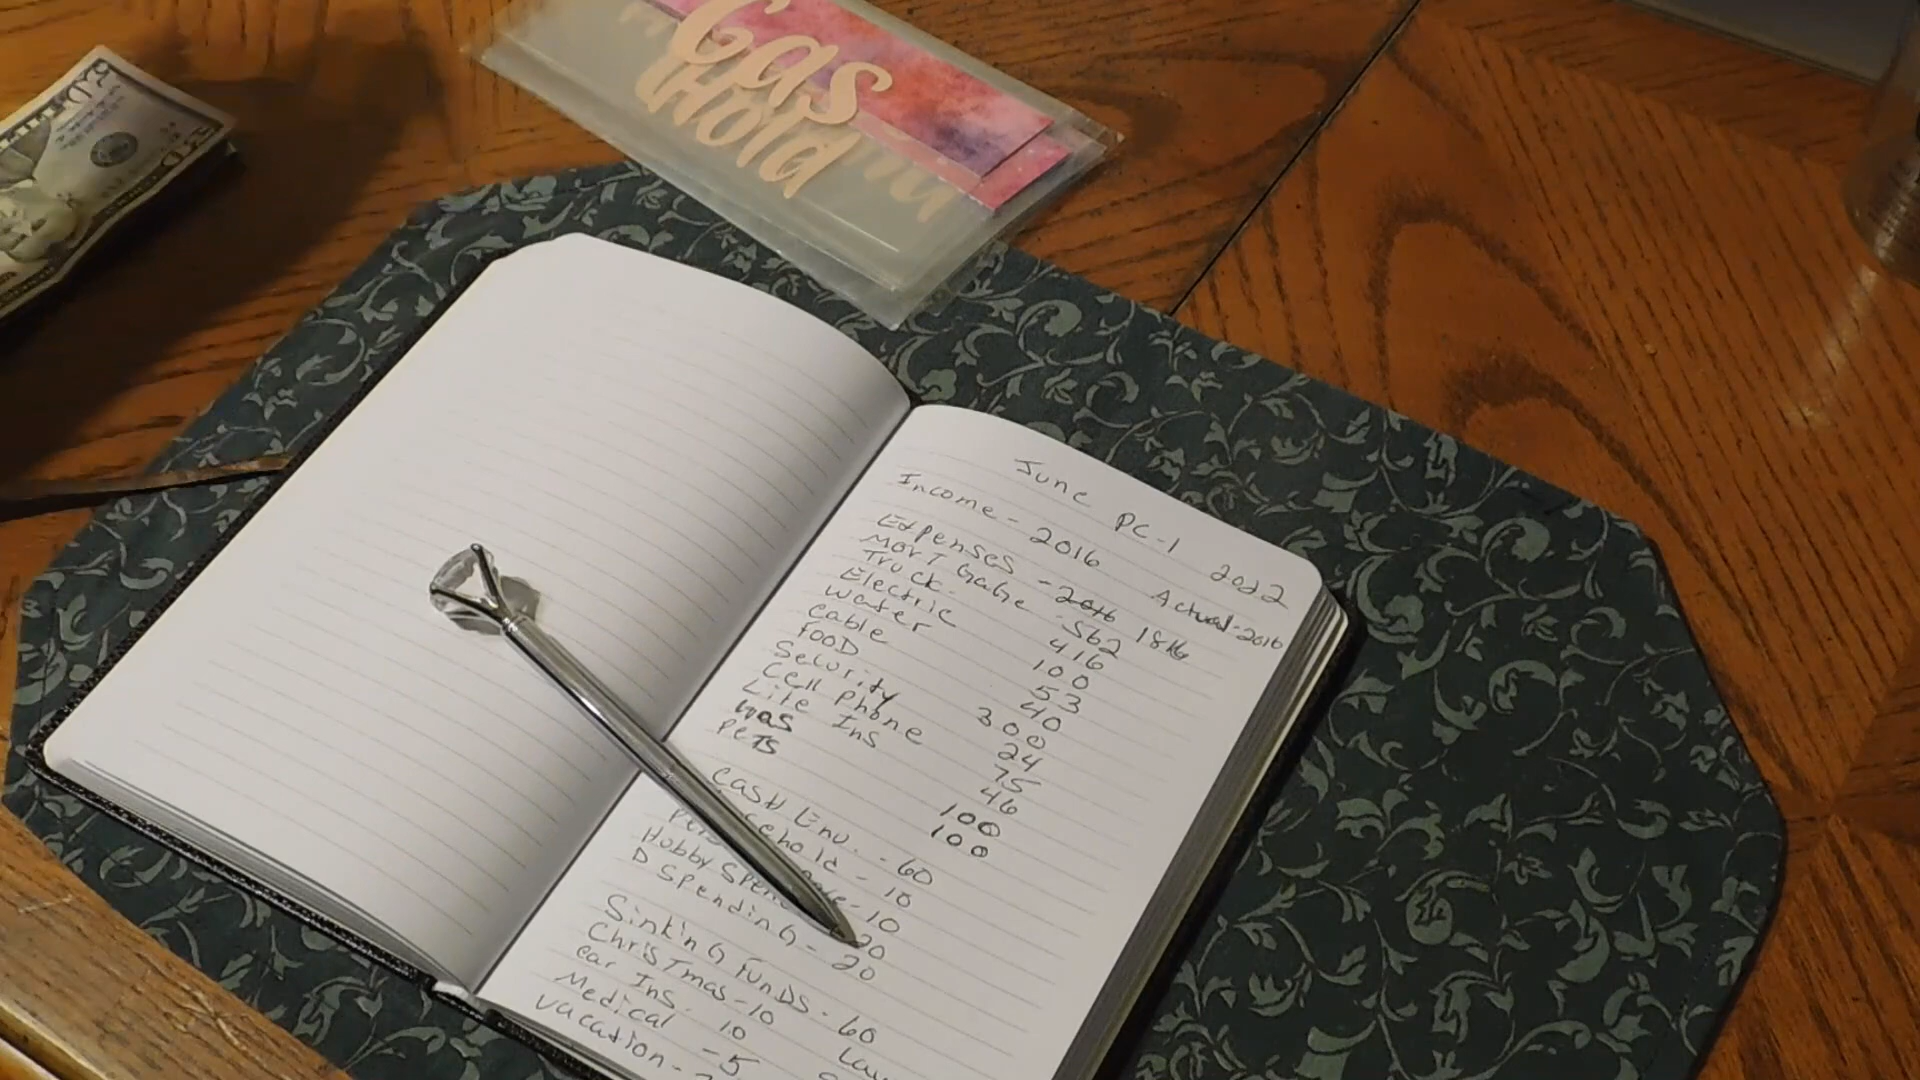 Gas
Hold
50
June PC-1 2022
Income - 2016 Actual-2016
Expenses - 2016 1816
Mortgage 562
Truck 416
Electric 100
Water 53
Cable 40
FOOD 300
Security 24
Cell Phone 75
Life Ins 46
Gas 100
Pets 100
Cash Env. - 60
- 10
- 10
Hobby 20
D Spending - 20
Sinking Funds - 60
Christmas - 10
Car Ins. 10
Medical - 5
Vacation -